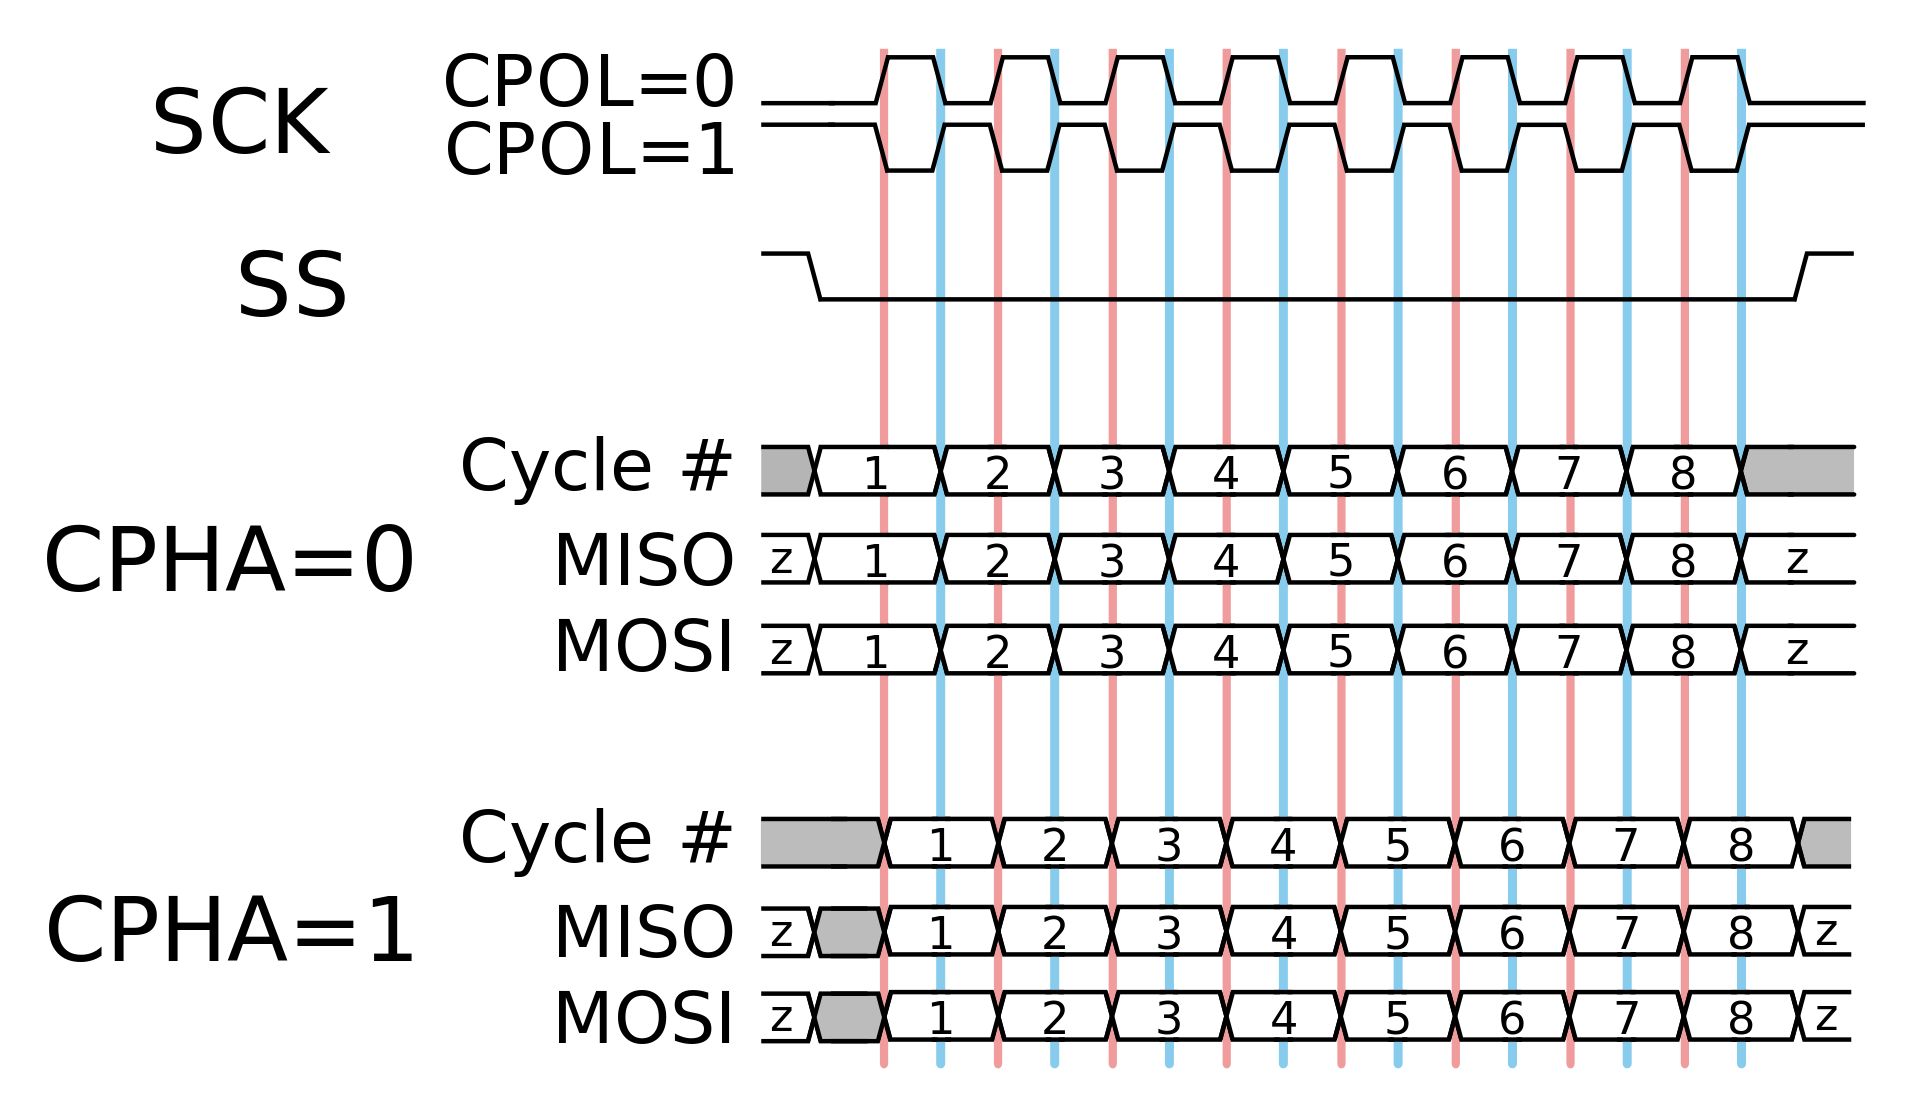 SCK
CPOL=0
CPOL=1
SS
Cycle # 1 2 3 4 5 6 7 8
CPHA=0
MISO z 1 2 3 4 5 6 7 8 z
MOSI z 1 2 3 4 5 6 7 8 z
Cycle # 1 2 3 4 5 6 7 8
CPHA=1
MISO z 1 2 3 4 5 6 7 8 z
MOSI z 1 2 3 4 5 6 7 8 z